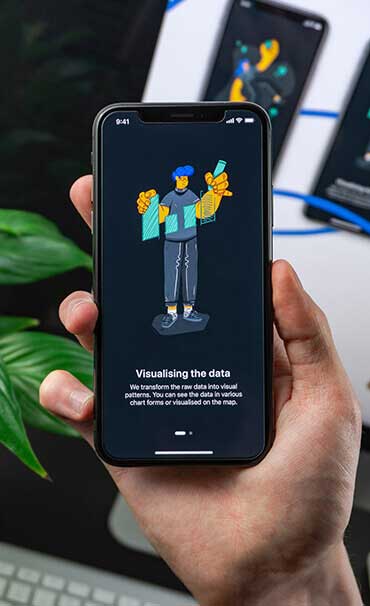 9:41
Visualising the data
We transform the raw data into visual
patterns. You can see the data in various
chart forms or visualised on the map.